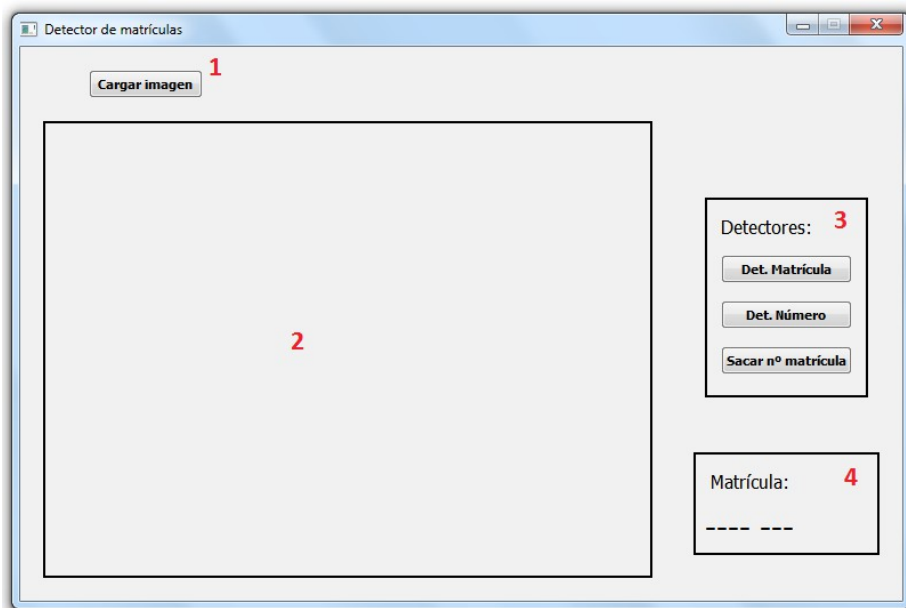 Detector de matrículas
Cargar imagen 1
2
Detectores: 3
Det. Matrícula
Det. Número
Sacar nº matrícula
Matrícula: 4
---- ---